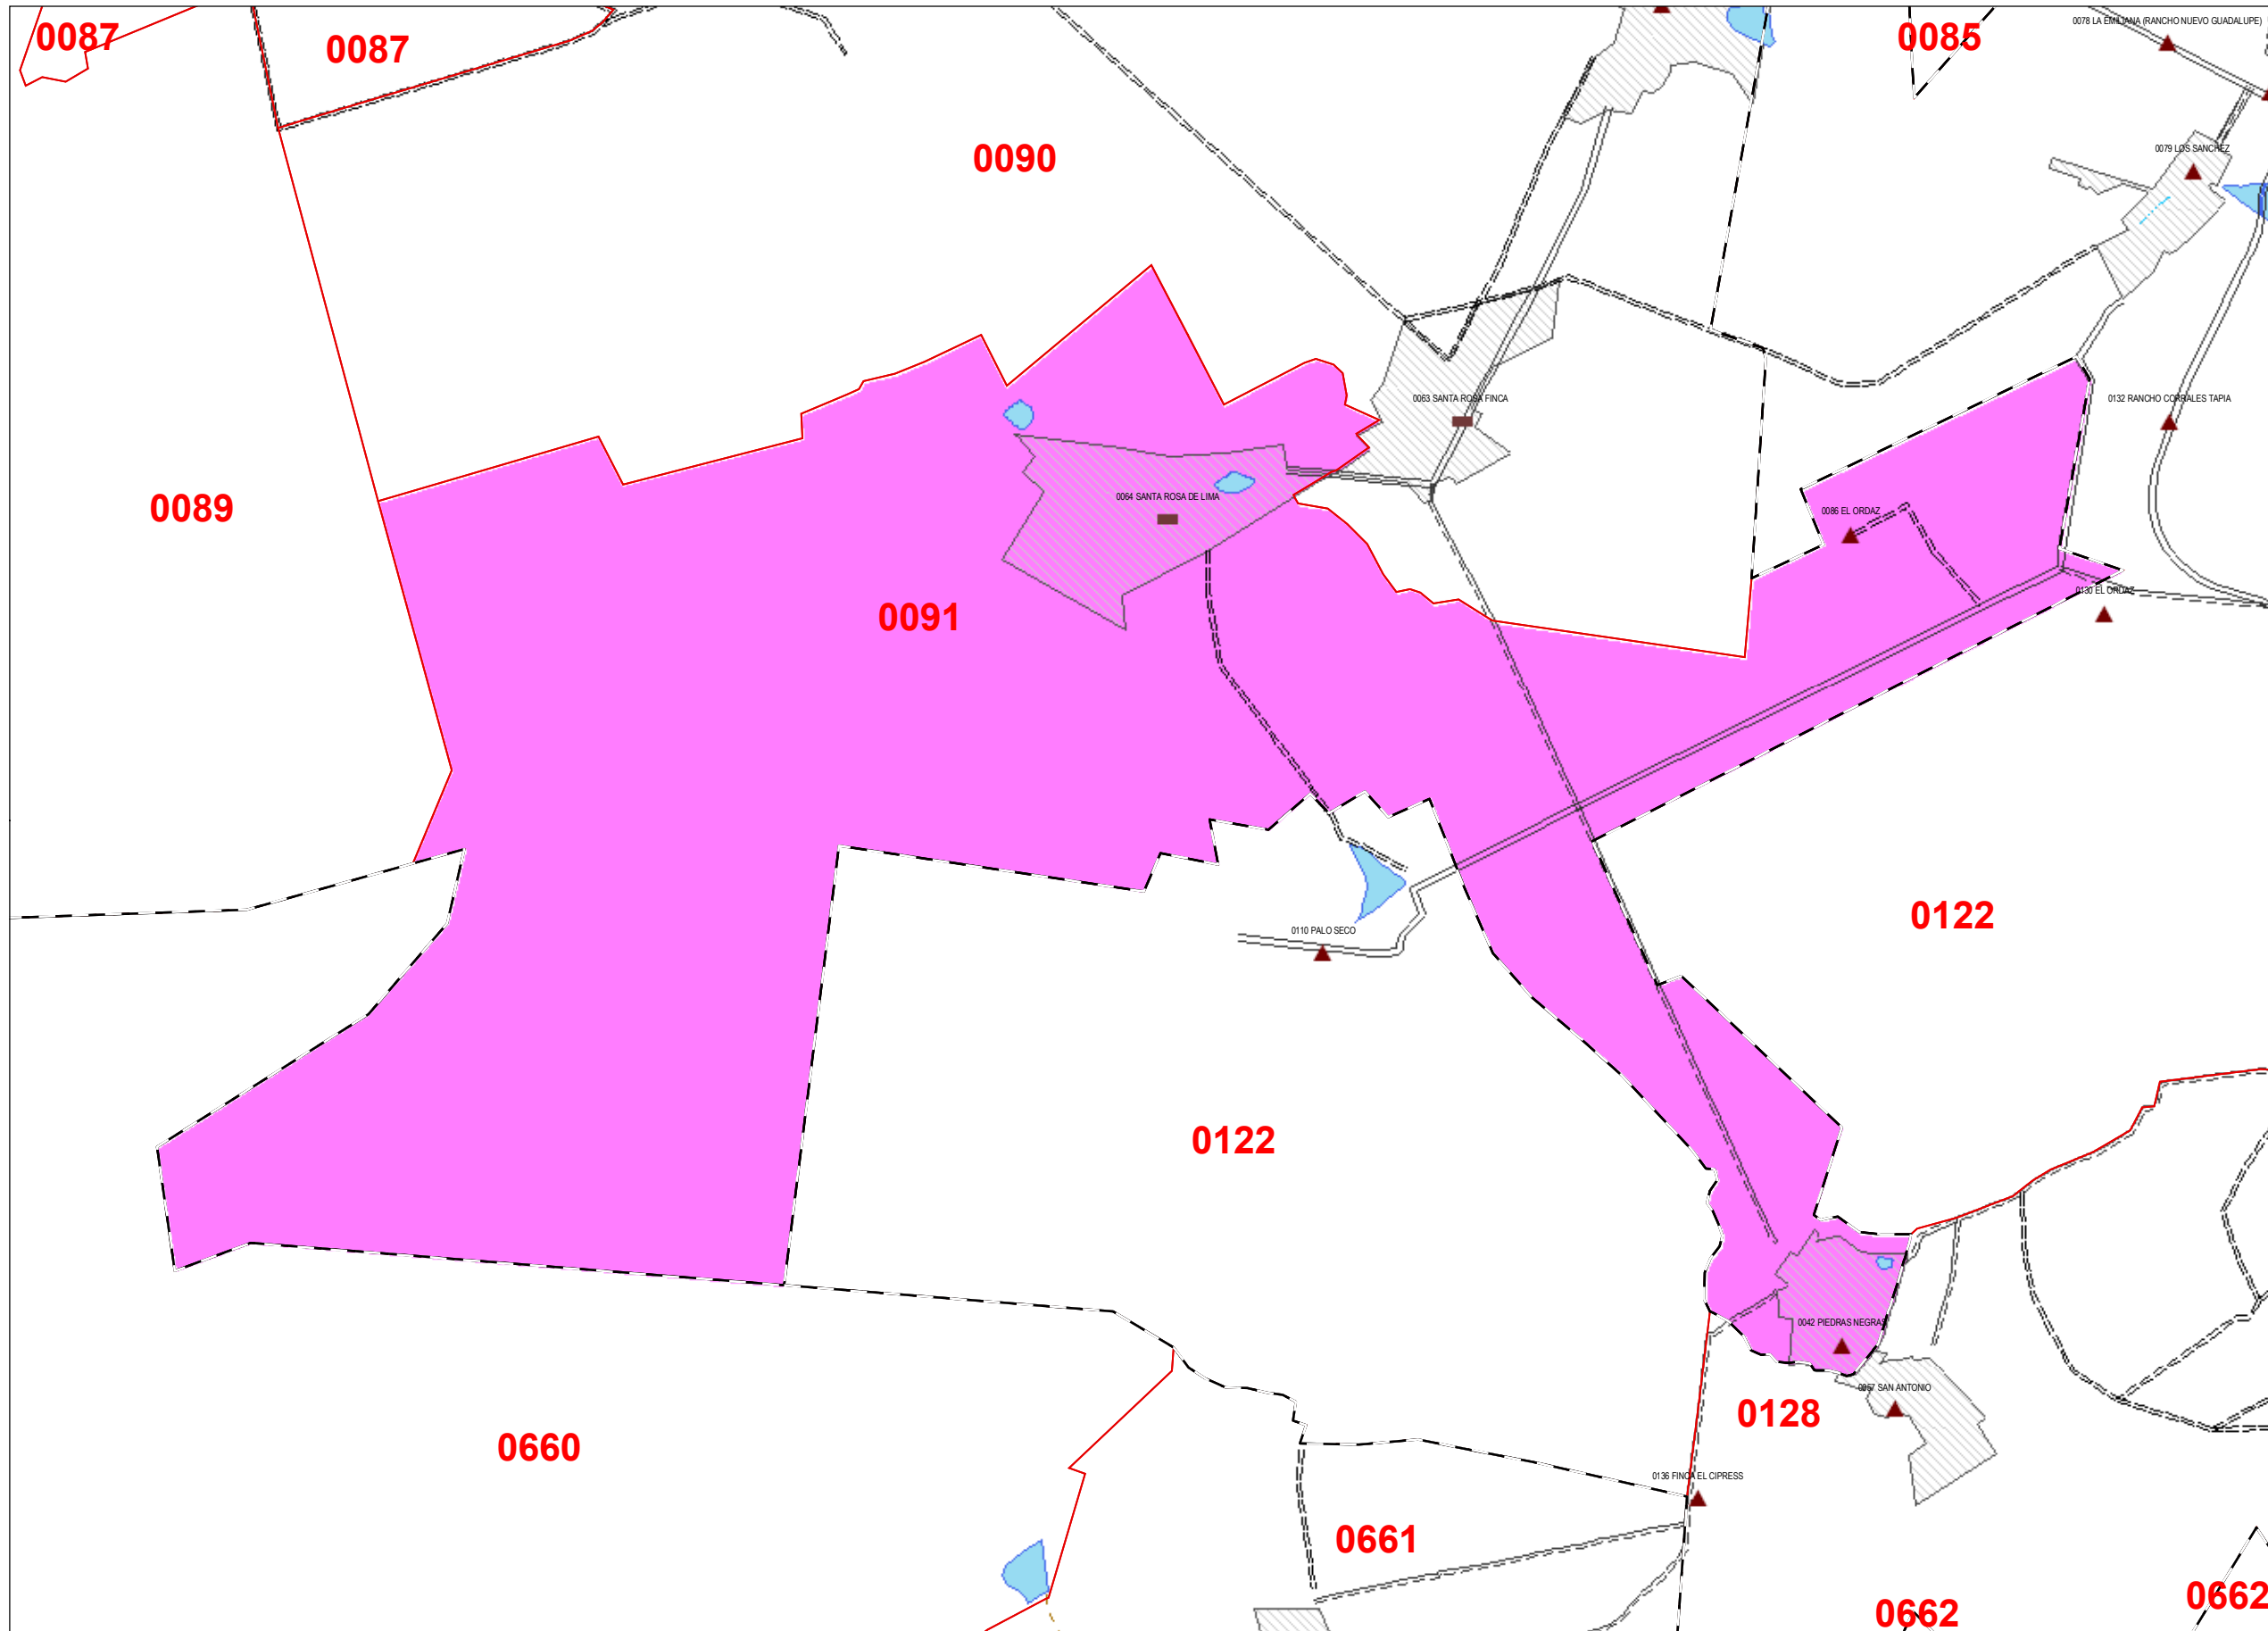 0078 LA EMILIANA (RANCHO NUEVO GUADALUPE)
0087
0087
0085
0079 LOS SANCHEZ
0090
0063 SANTA ROSA FINCA
0132 RANCHO CORRALES TAPIA
0089
0064 SANTA ROSA DE LIMA
0086 EL ORDAZ
0130 EL ORDAZ
0091
0122
0110 PALO SECO
0122
0042 PIEDRAS NEGRAS
0057 SAN ANTONIO
0128
0660
0136 FINCA EL CIPRESS
0661
0662
0662